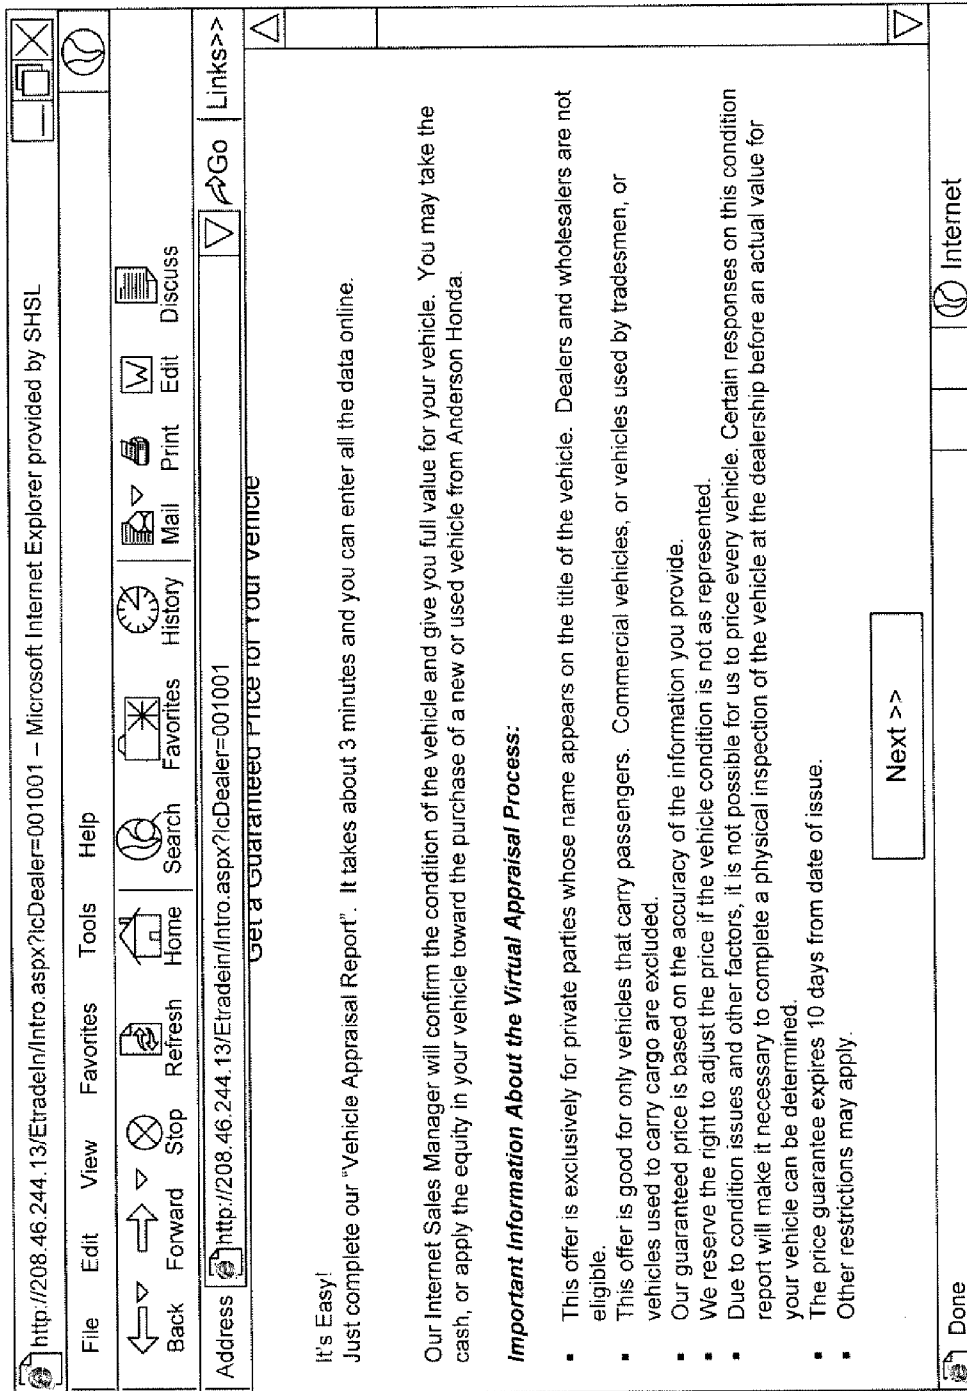 http://208.46.244.13/EtradeIn/Intro.aspx?IcDealer=001001 – Microsoft Internet Explorer provided by SHSL
File Edit View Favorites Tools Help
Back Forward Stop Refresh Home Search Favorites History Mail Print Edit Discuss
Address http://208.46.244.13/Etradein/Intro.aspx?IcDealer=001001 Go Links>>
Get a Guaranteed Price for Your Vehicle
It's Easy!
Just complete our "Vehicle Appraisal Report". It takes about 3 minutes and you can enter all the data online.
Our Internet Sales Manager will confirm the condition of the vehicle and give you full value for your vehicle. You may take the
cash, or apply the equity in your vehicle toward the purchase of a new or used vehicle from Anderson Honda.
Important Information About the Virtual Appraisal Process:
▪ This offer is exclusively for private parties whose name appears on the title of the vehicle. Dealers and wholesalers are not
eligible.
▪ This offer is good for only vehicles that carry passengers. Commercial vehicles, or vehicles used by tradesmen, or
vehicles used to carry cargo are excluded.
▪ Our guaranteed price is based on the accuracy of the information you provide.
▪ We reserve the right to adjust the price if the vehicle condition is not as represented.
▪ Due to condition issues and other factors, it is not possible for us to price every vehicle. Certain responses on this condition
report will make it necessary to complete a physical inspection of the vehicle at the dealership before an actual value for
your vehicle can be determined.
▪ The price guarantee expires 10 days from date of issue.
▪ Other restrictions may apply.
Next >>
Done Internet